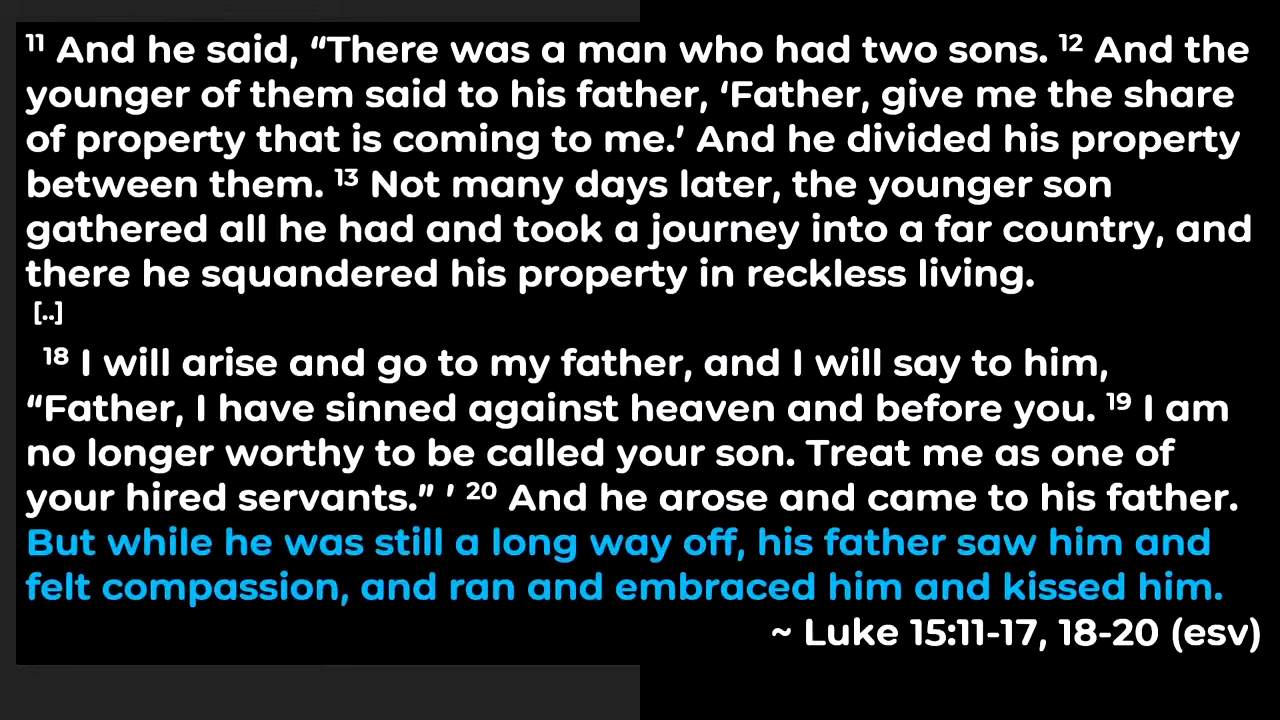 ¹¹ And he said, “There was a man who had two sons. ¹² And the
younger of them said to his father, ‘Father, give me the share
of property that is coming to me.’ And he divided his property
between them. ¹³ Not many days later, the younger son
gathered all he had and took a journey into a far country, and
there he squandered his property in reckless living.
[..]
¹⁸ I will arise and go to my father, and I will say to him,
“Father, I have sinned against heaven and before you. ¹⁹ I am
no longer worthy to be called your son. Treat me as one of
your hired servants.” ’ ²⁰ And he arose and came to his father.
But while he was still a long way off, his father saw him and
felt compassion, and ran and embraced him and kissed him.
~ Luke 15:11-17, 18-20 (esv)